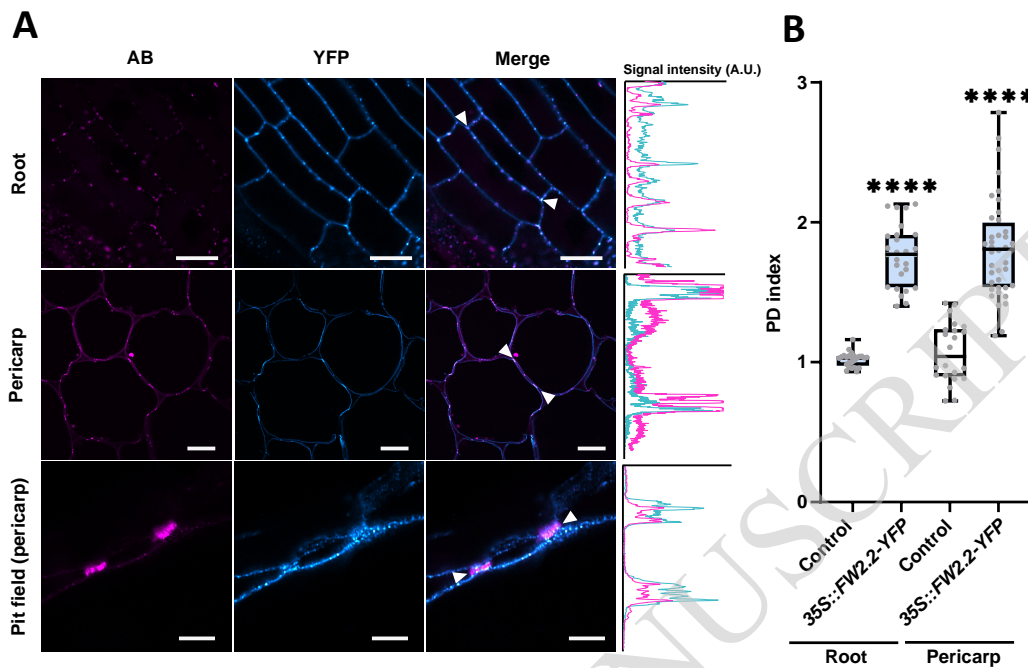 A
B
AB
YFP
Merge
Signal intensity (A.U.)
Root
Pericarp
Pit field (pericarp)
PD index
3
2
1
0
****
****
Control
35S::FW2.2-YFP
Control
35S::FW2.2-YFP
Root
Pericarp
NUSCRIPT